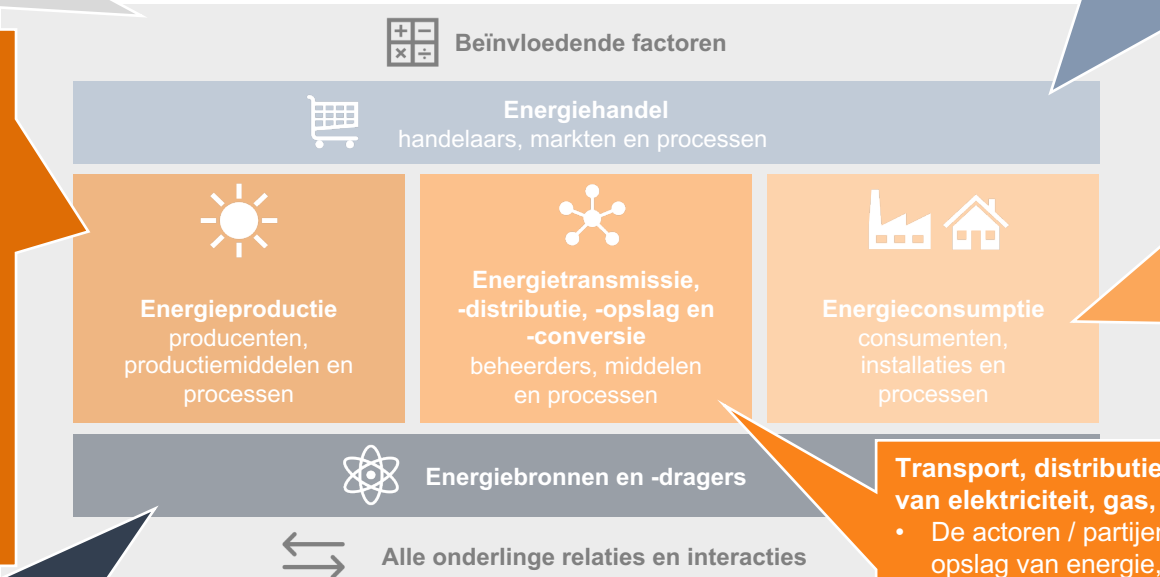 Beïnvloedende factoren
Energiehandel
handelaars, markten en processen
Energieproductie
producenten,
productiemiddelen en
processen
Energietransmissie,
-distributie, -opslag en
-conversie
beheerders, middelen
en processen
Energieconsumptie
consumenten,
installaties en
processen
Energiebronnen en -dragers
Transport, distributie
van elektriciteit, gas,
• De actoren / partijen
opslag van energie,
Alle onderlinge relaties en interacties